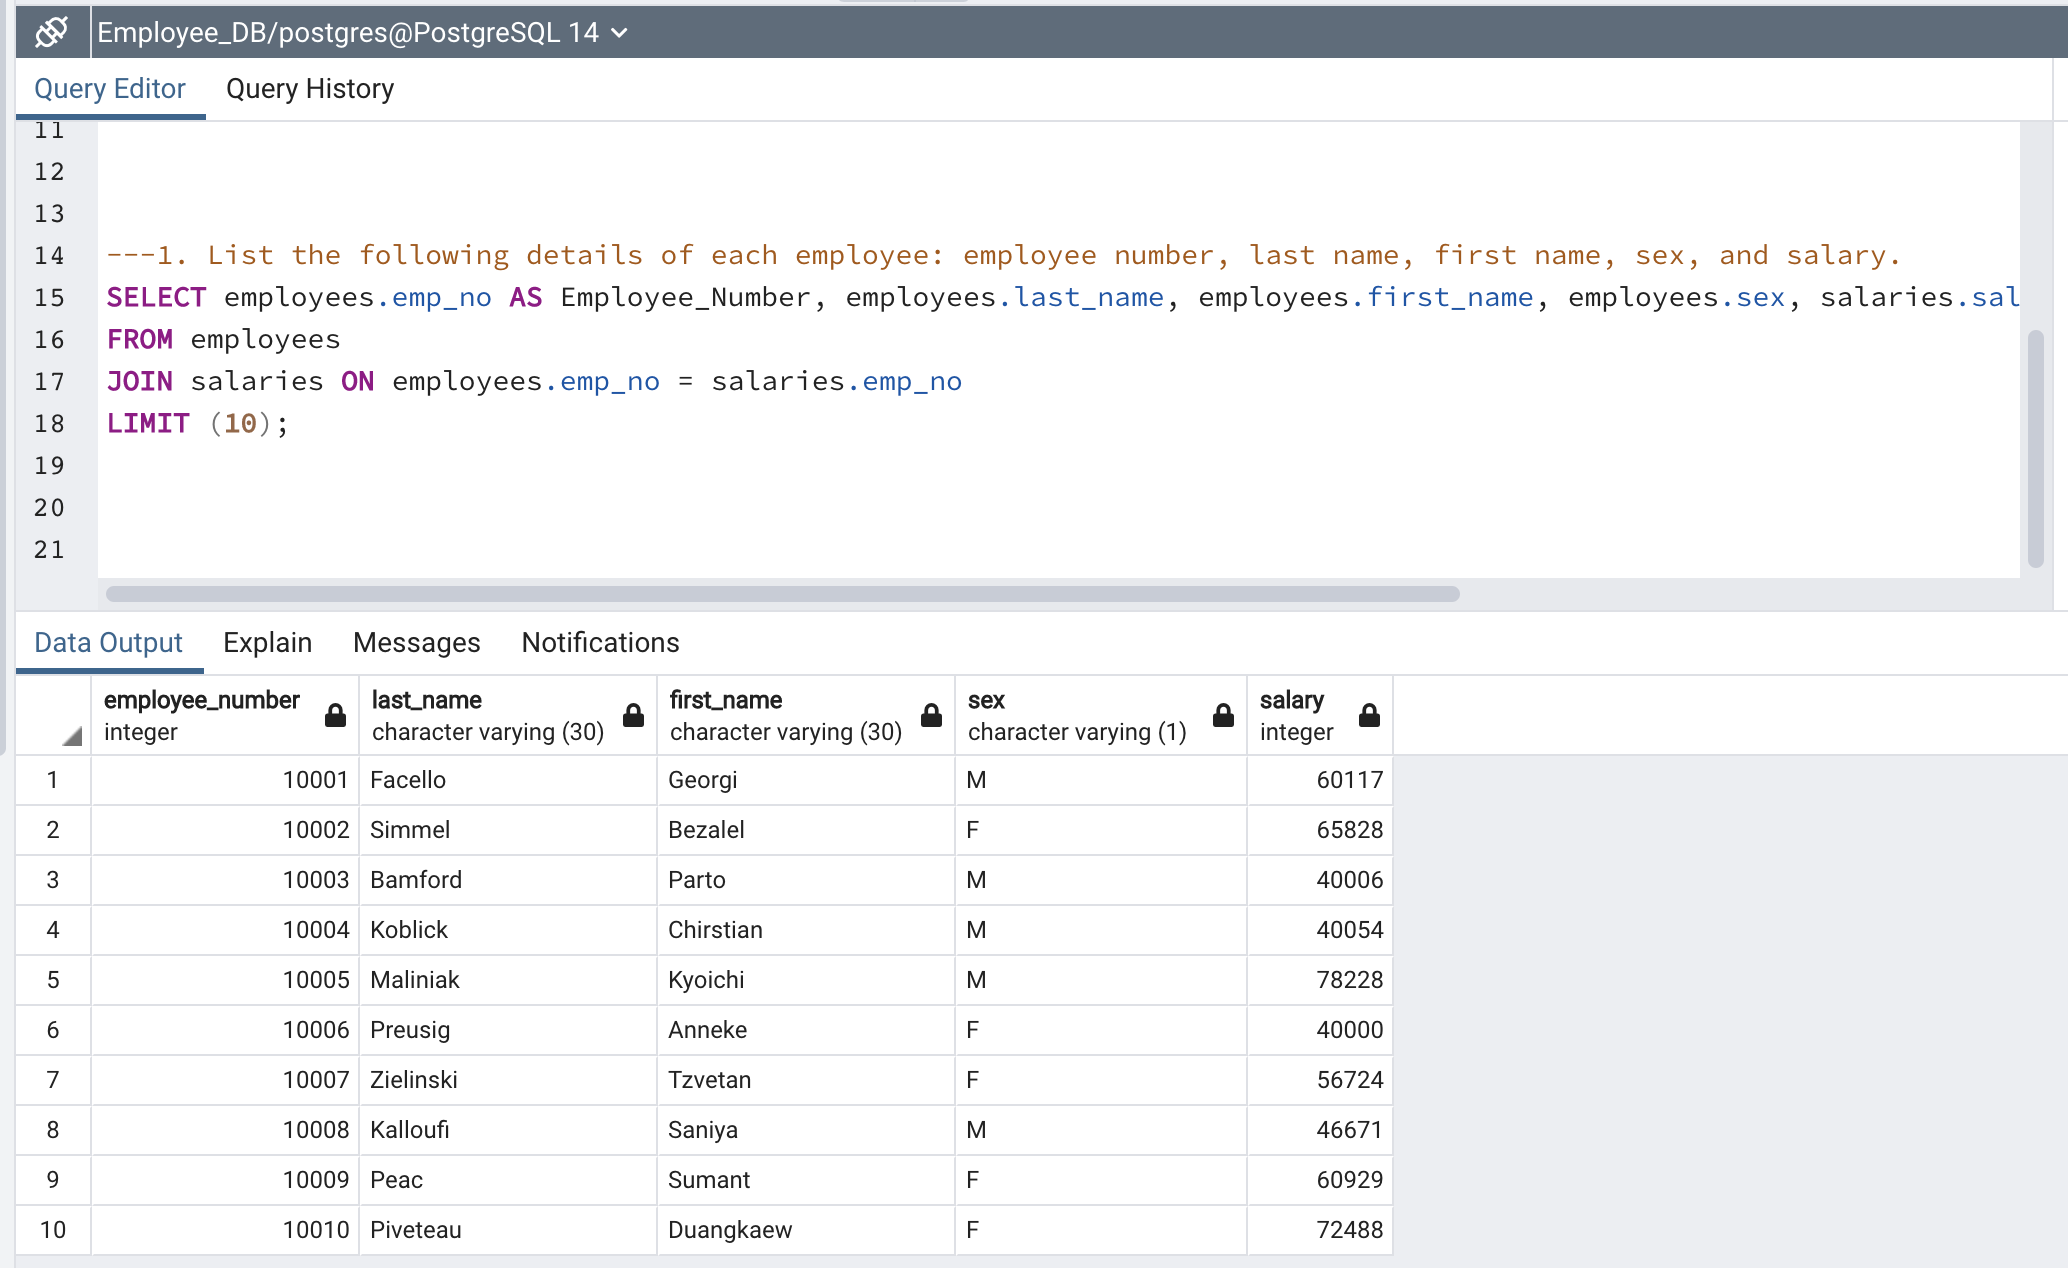 Employee_DB/postgres@PostgreSQL 14
Query Editor Query History
11
12
13
14 ---1. List the following details of each employee: employee number, last name, first name, sex, and salary.
15 SELECT employees.emp_no AS Employee_Number, employees.last_name, employees.first_name, employees.sex, salaries.sal
16 FROM employees
17 JOIN salaries ON employees.emp_no = salaries.emp_no
18 LIMIT (10);
19
20
21
Data Output Explain Messages Notifications
employee_number last_name first_name sex salary
integer character varying (30) character varying (30) character varying (1) integer
1 10001 Facello Georgi M 60117
2 10002 Simmel Bezalel F 65828
3 10003 Bamford Parto M 40006
4 10004 Koblick Chirstian M 40054
5 10005 Maliniak Kyoichi M 78228
6 10006 Preusig Anneke F 40000
7 10007 Zielinski Tzvetan F 56724
8 10008 Kalloufi Saniya M 46671
9 10009 Peac Sumant F 60929
10 10010 Piveteau Duangkaew F 72488